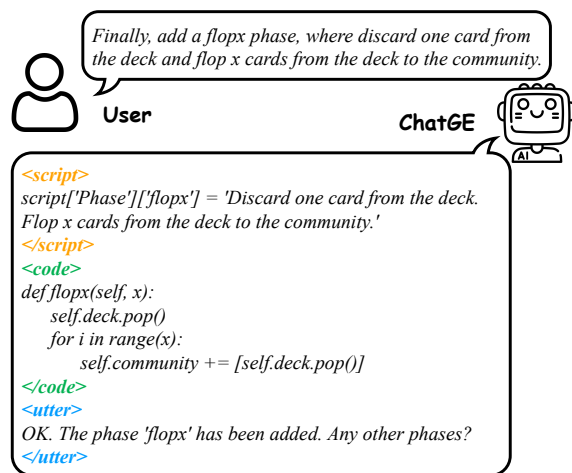 Finally, add a flopx phase, where discard one card from
the deck and flop x cards from the deck to the community.
User
ChatGE
AI
<script>
script['Phase']['flopx'] = 'Discard one card from the deck.
Flop x cards from the deck to the community.'
</script>
<code>
def flopx(self, x):
    self.deck.pop()
    for i in range(x):
        self.community += [self.deck.pop()]
</code>
<utter>
OK. The phase 'flopx' has been added. Any other phases?
</utter>